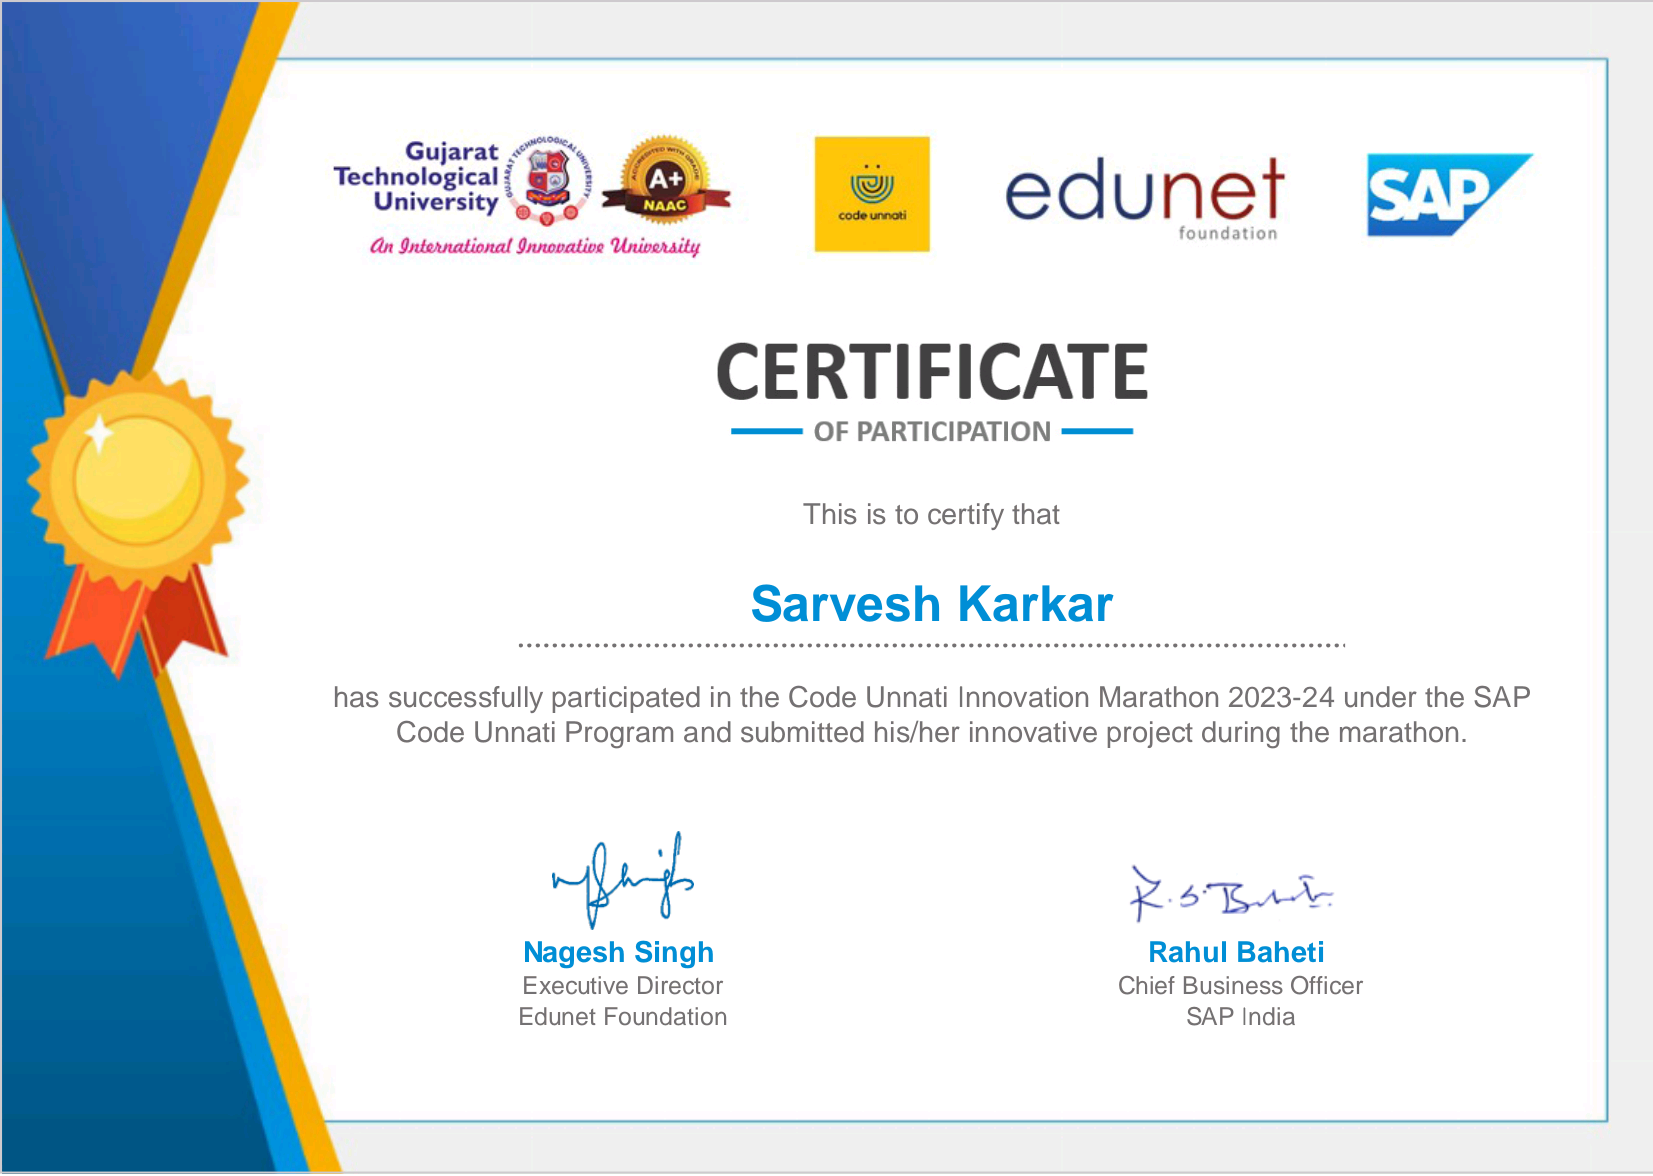 Gujarat
Technological
University
GUJARAT TECHNOLOGICAL UNIVERSITY
ACCREDITED WITH GRADE
A+
NAAC
An International Innovative University
code unnati
edunet
foundation
SAP
CERTIFICATE
OF PARTICIPATION
This is to certify that
Sarvesh Karkar
has successfully participated in the Code Unnati Innovation Marathon 2023-24 under the SAP
Code Unnati Program and submitted his/her innovative project during the marathon.
Nagesh Singh
Executive Director
Edunet Foundation
R. S. Baheti
Rahul Baheti
Chief Business Officer
SAP India